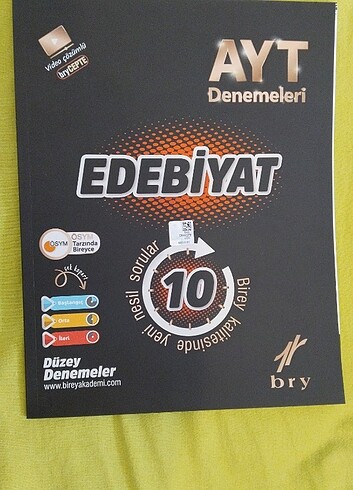 Video çözümlü
bryCEPTE
AYT
Denemeleri
EDEBİYAT
ÖSYM
ÖSYM
Tarzında
Bireyce
Birey kalitesinde yeni nesil sorular
10
Başlangıç
Orta
İleri
Düzey
Denemeler
www.bireyakademi.com
bry